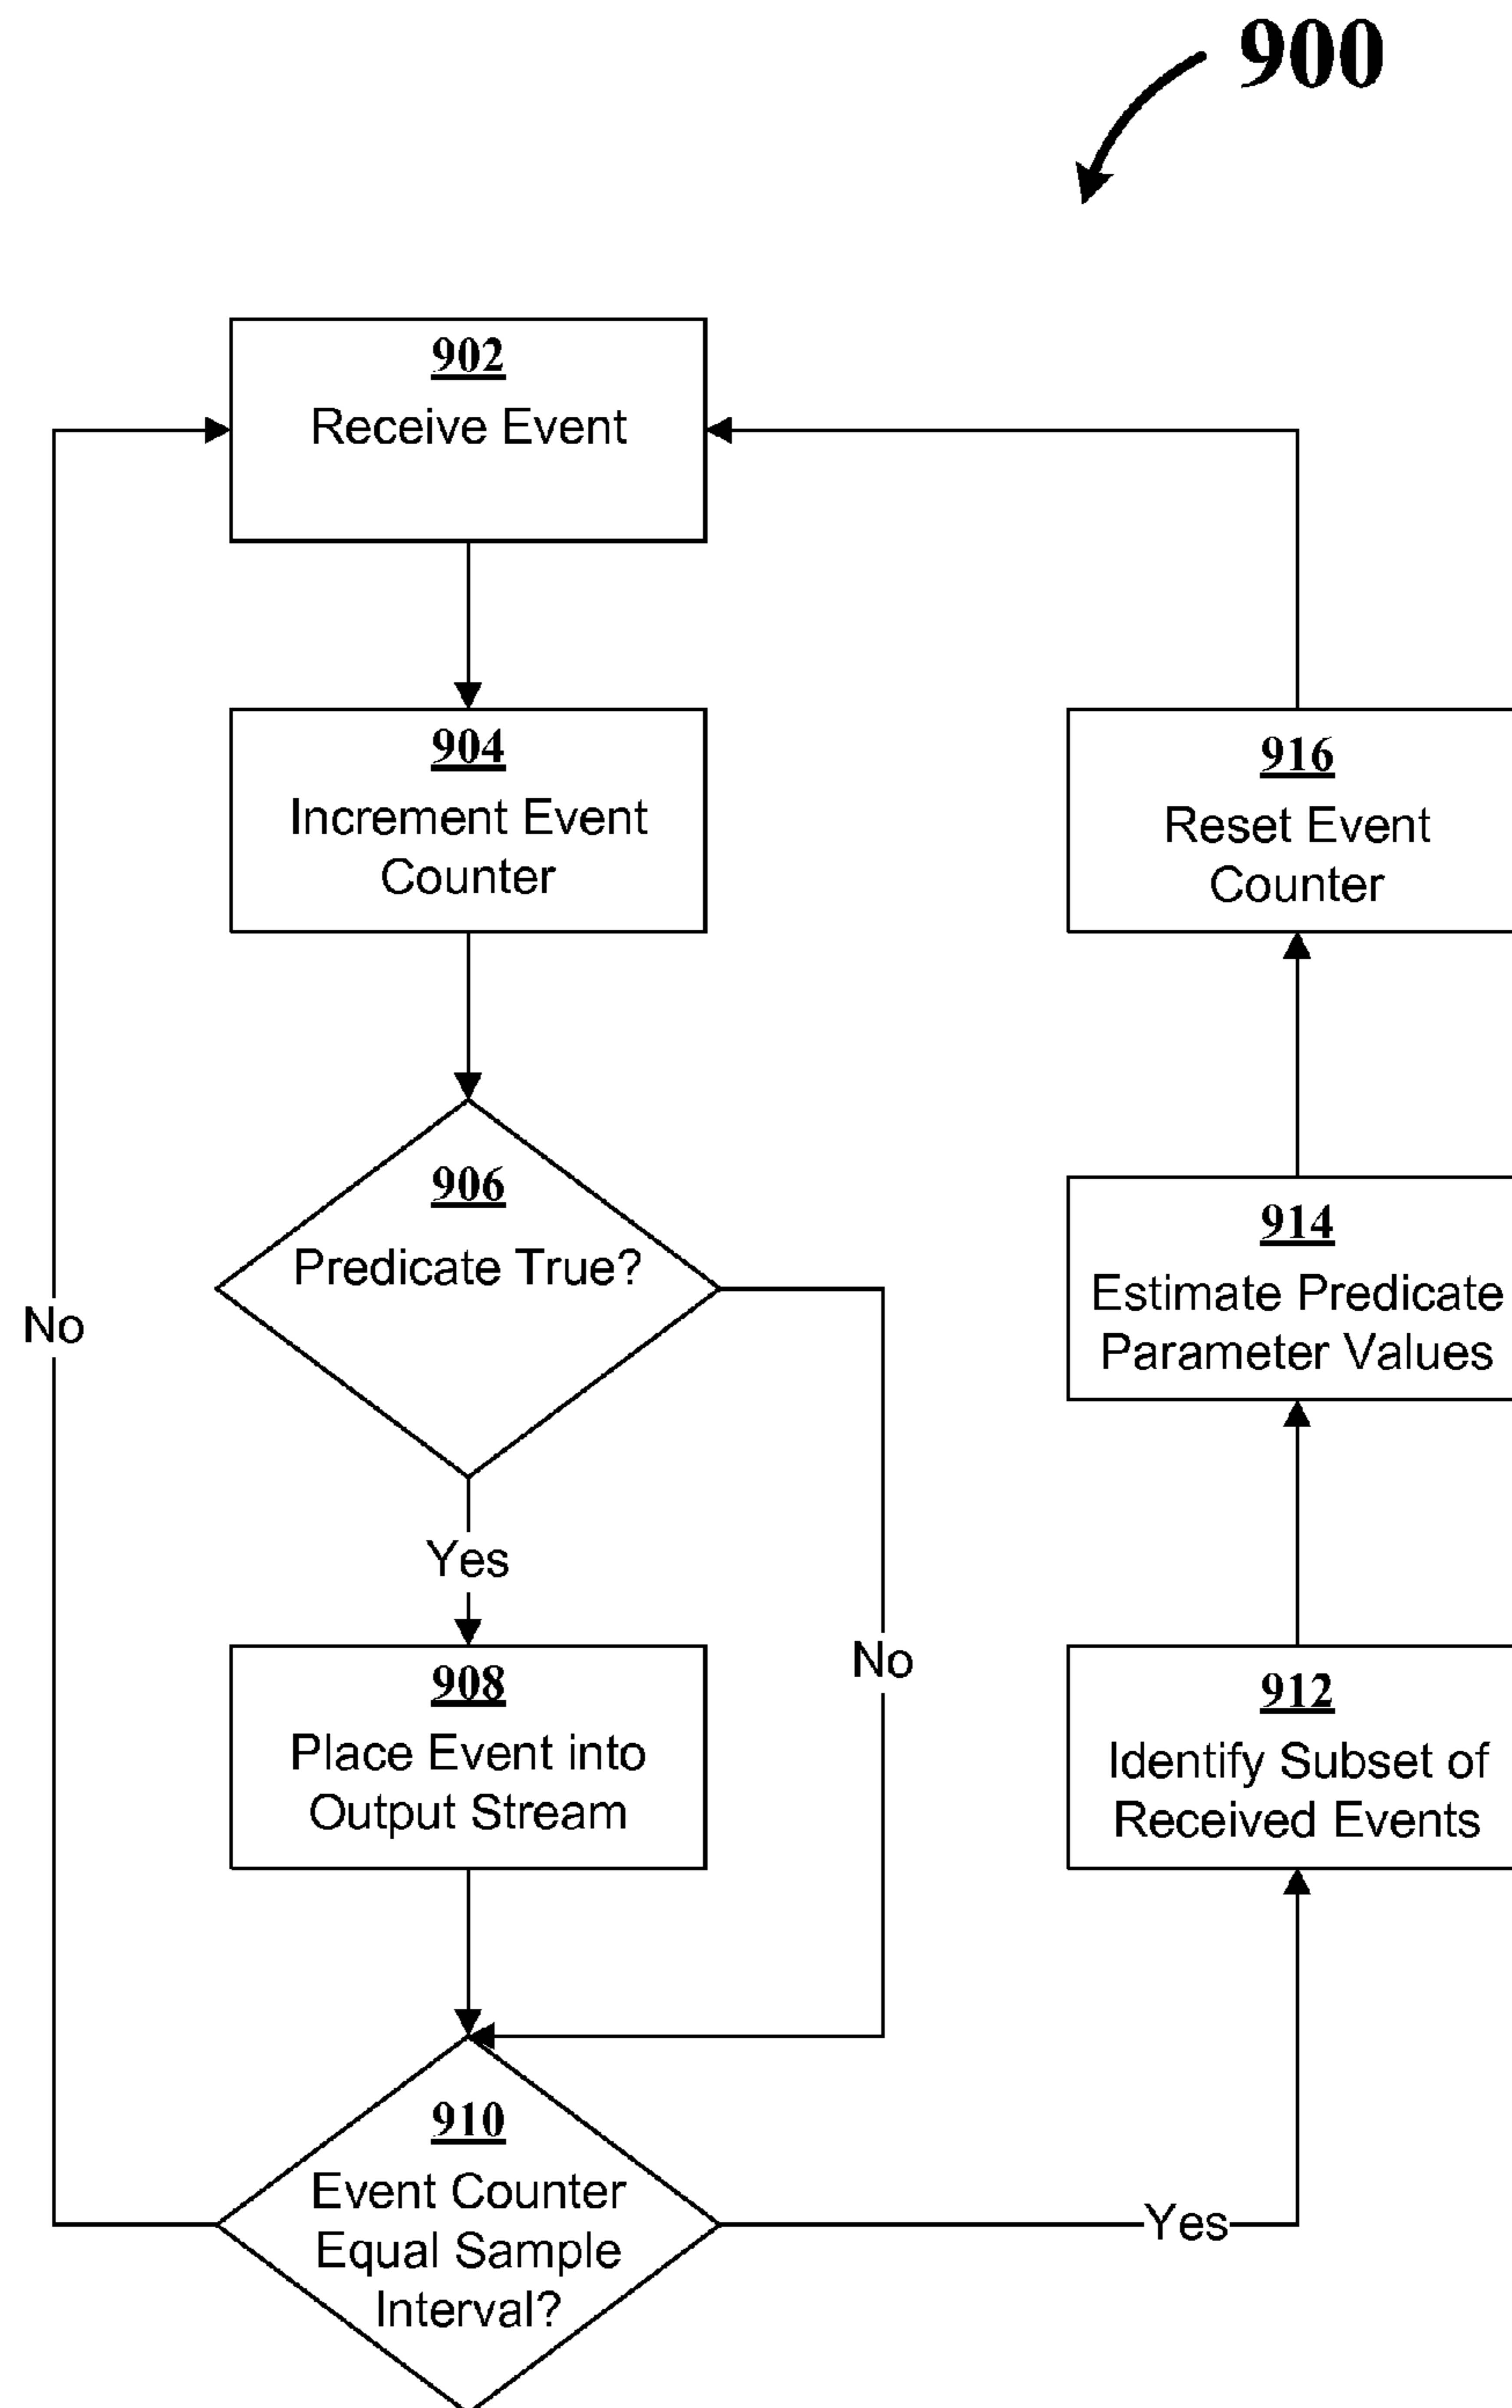 900
902
Receive Event
904
Increment Event
Counter
906
Predicate True?
Yes
No
908
Place Event into
Output Stream
910
Event Counter
Equal Sample
Interval?
No
Yes
912
Identify Subset of
Received Events
914
Estimate Predicate
Parameter Values
916
Reset Event
Counter